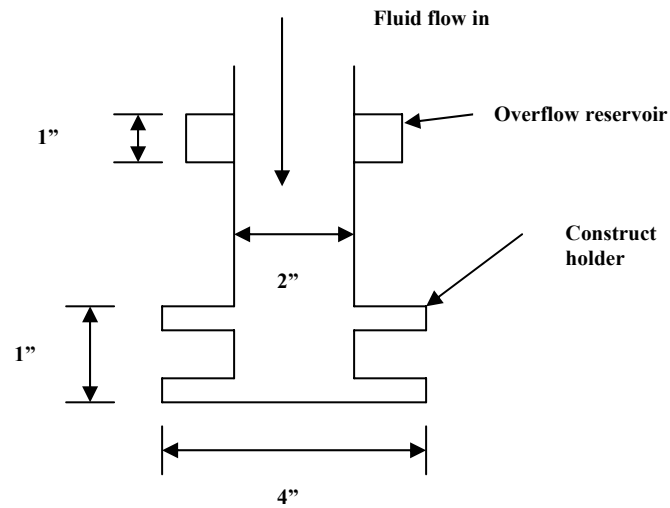 Fluid flow in
Overflow reservoir
1”
Construct
holder
2”
1”
4”